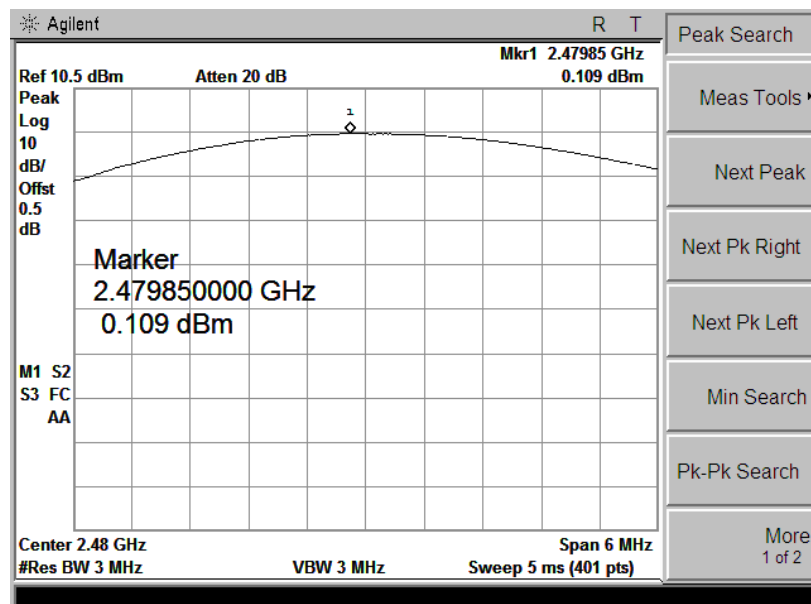 Agilent R T
Mkr1 2.47985 GHz
Ref 10.5 dBm Atten 20 dB 0.109 dBm
Peak
Log
10
dB/
Offst
0.5
dB
1
Marker
2.479850000 GHz
0.109 dBm
M1 S2
S3 FC
AA
Center 2.48 GHz Span 6 MHz
#Res BW 3 MHz VBW 3 MHz Sweep 5 ms (401 pts)
Peak Search
Meas Tools
Next Peak
Next Pk Right
Next Pk Left
Min Search
Pk-Pk Search
More
1 of 2